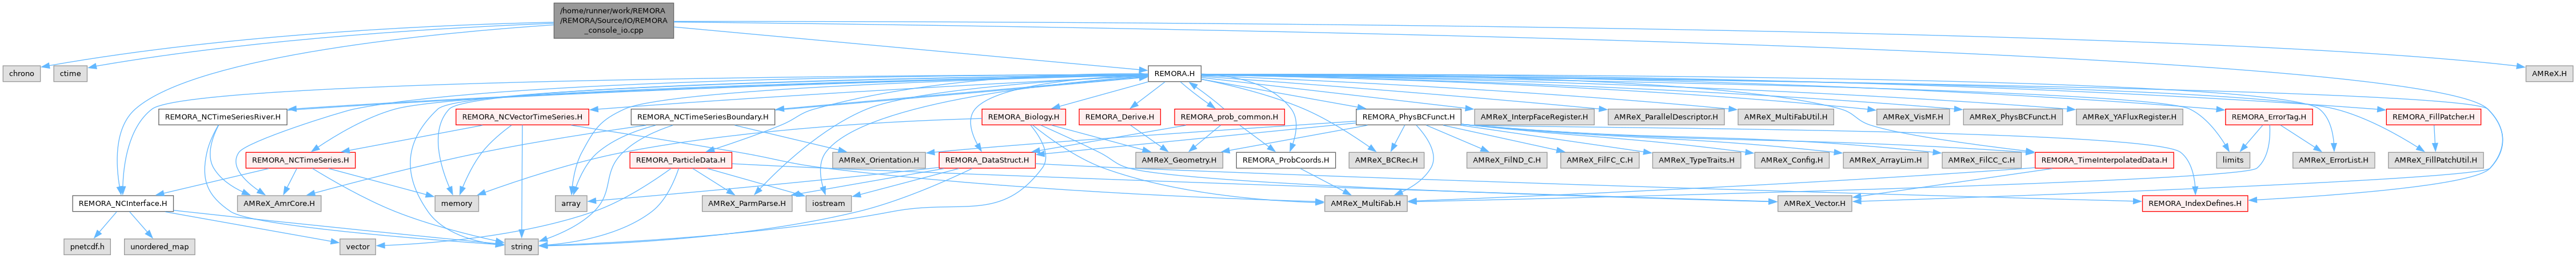 /home/runner/work/REMORA
/REMORA/Source/IO/REMORA
_console_io.cpp
chrono
ctime
REMORA.H
AMReX.H
REMORA_NCTimeSeriesRiver.H
REMORA_NCVectorTimeSeries.H
REMORA_NCTimeSeriesBoundary.H
REMORA_Biology.H
REMORA_Derive.H
REMORA_prob_common.H
REMORA_PhysBCFunct.H
AMReX_InterpFaceRegister.H
AMReX_ParallelDescriptor.H
AMReX_MultiFabUtil.H
AMReX_VisMF.H
AMReX_PhysBCFunct.H
AMReX_YAFluxRegister.H
REMORA_ErrorTag.H
REMORA_FillPatcher.H
REMORA_NCTimeSeries.H
REMORA_ParticleData.H
AMReX_Orientation.H
REMORA_DataStruct.H
AMReX_Geometry.H
REMORA_ProbCoords.H
AMReX_BCRec.H
AMReX_FilND_C.H
AMReX_FilFC_C.H
AMReX_TypeTraits.H
AMReX_Config.H
AMReX_ArrayLim.H
AMReX_FilCC_C.H
REMORA_TimeInterpolatedData.H
limits
AMReX_ErrorList.H
AMReX_FillPatchUtil.H
REMORA_NCInterface.H
AMReX_AmrCore.H
memory
array
AMReX_ParmParse.H
iostream
AMReX_MultiFab.H
AMReX_Vector.H
REMORA_IndexDefines.H
pnetcdf.h
unordered_map
vector
string